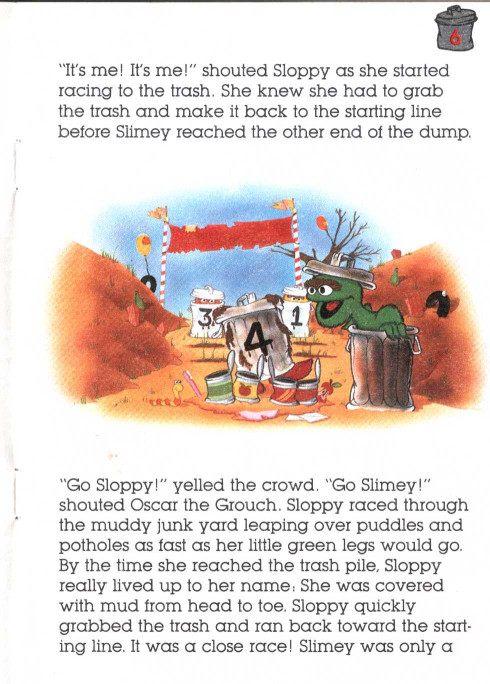 6
"It's me! It's me!" shouted Sloppy as she started
racing to the trash. She knew she had to grab
the trash and make it back to the starting line
before Slimey reached the other end of the dump.
3
4
1
"Go Sloppy!" yelled the crowd. "Go Slimey!"
shouted Oscar the Grouch. Sloppy raced through
the muddy junk yard leaping over puddles and
potholes as fast as her little green legs would go.
By the time she reached the trash pile, Sloppy
really lived up to her name: She was covered
with mud from head to toe. Sloppy quickly
grabbed the trash and ran back toward the start-
ing line. It was a close race! Slimey was only a